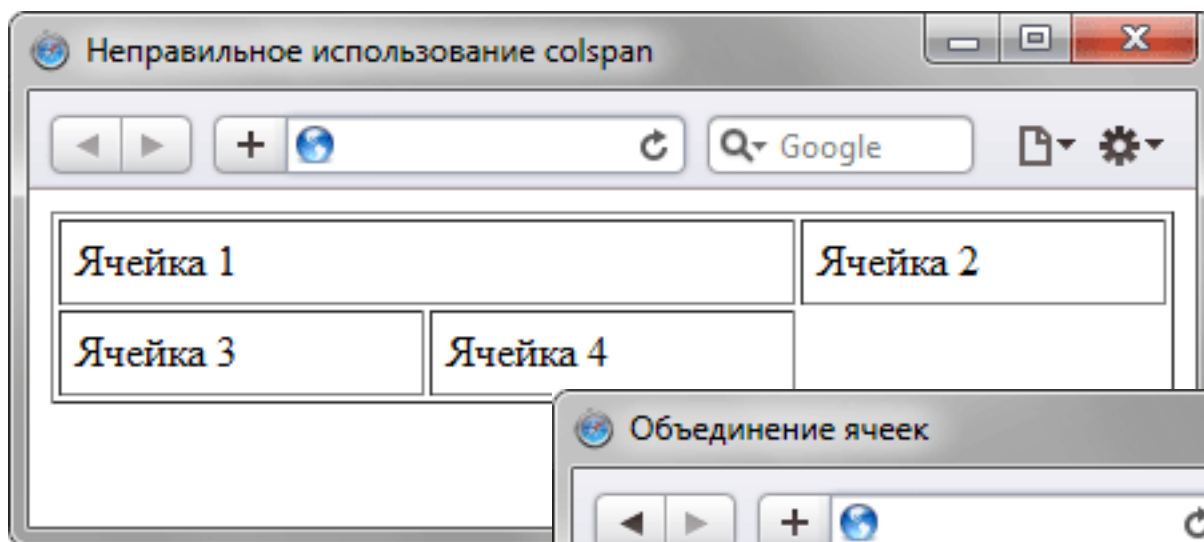 Неправильное использование colspan
Google
Ячейка 1 Ячейка 2
Ячейка 3 Ячейка 4
Объединение ячеек